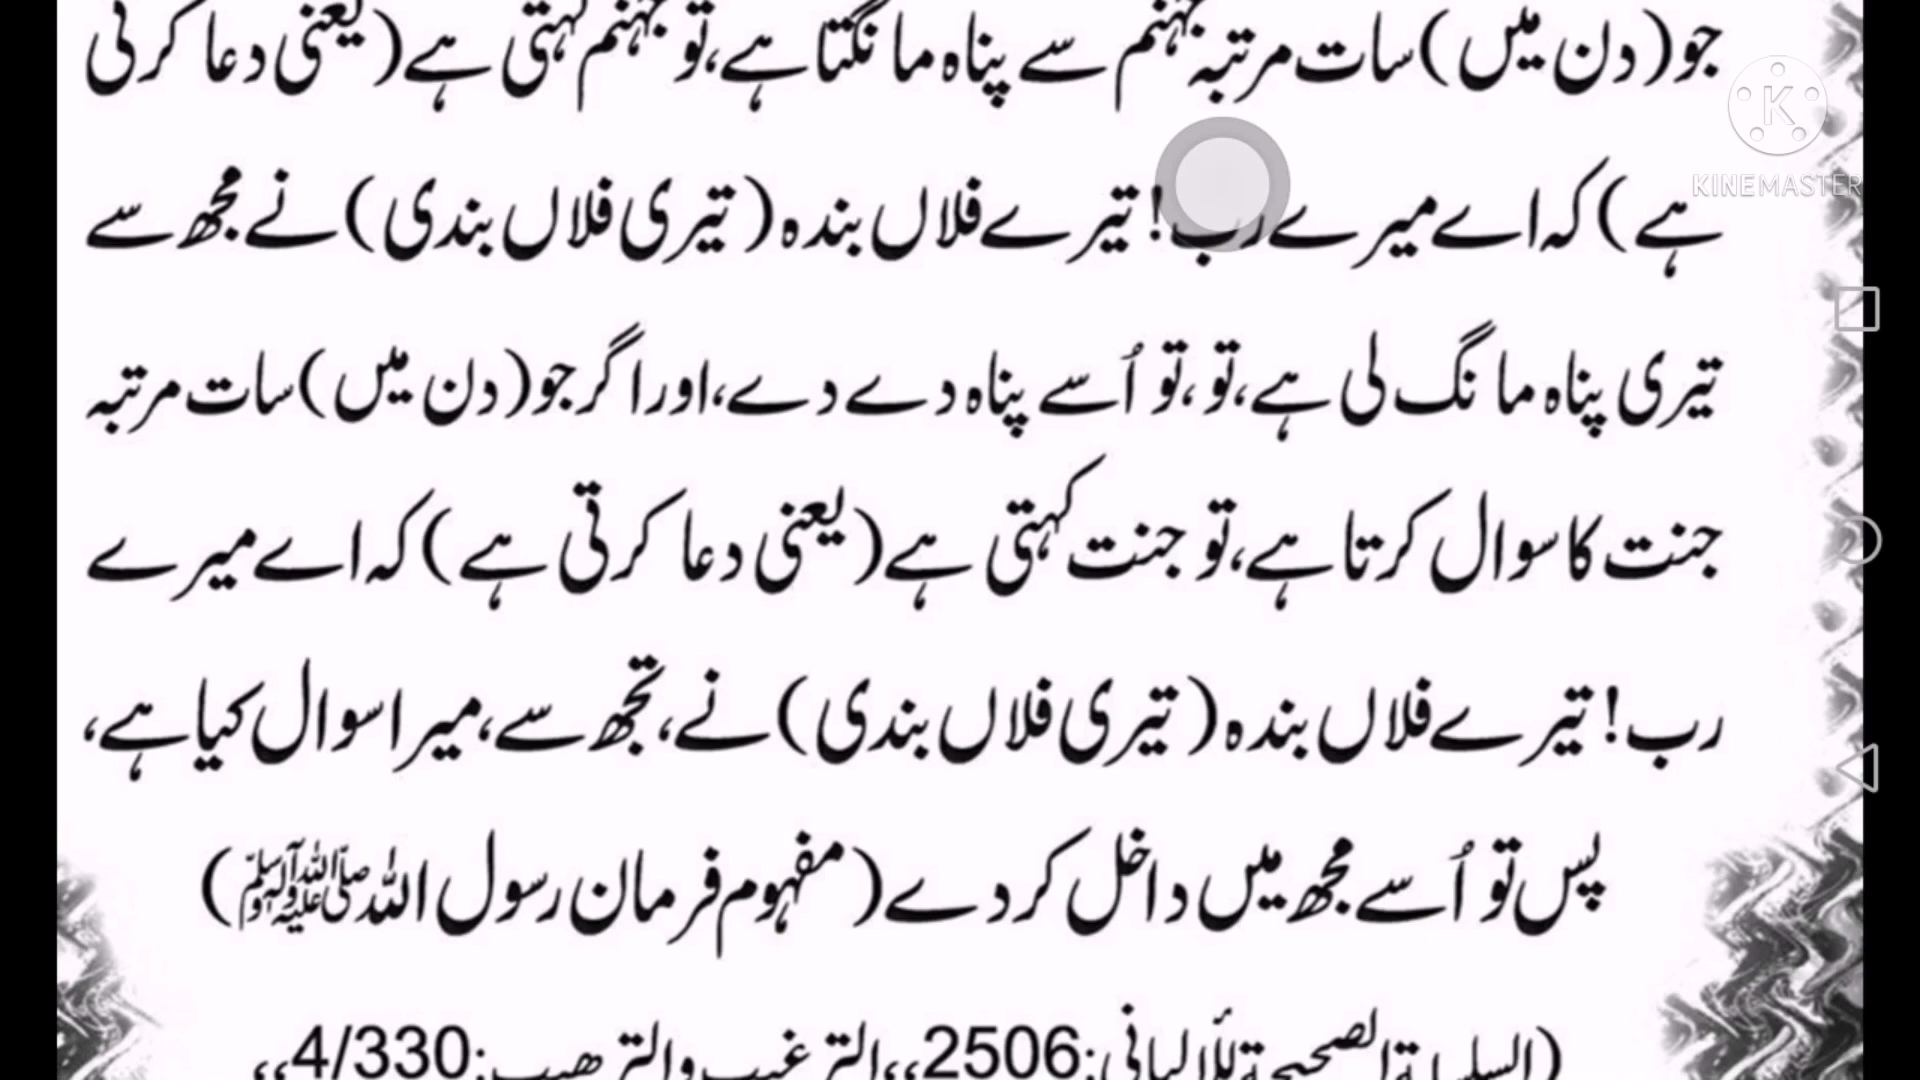 جو (دن میں) سات مرتبہ جہنم سے پناہ مانگتا ہے، تو جہنم کہتی ہے (یعنی دعا کرتی
ہے) کہ اے میرے رب! تیرے فلاں بندہ (تیری فلاں بندی) نے مجھ سے
تیری پناہ مانگ لی ہے، تو، تو اُسے پناہ دے دے، اور اگر جو (دن میں) سات مرتبہ
جنت کا سوال کرتا ہے، تو جنت کہتی ہے (یعنی دعا کرتی ہے) کہ اے میرے
رب! تیرے فلاں بندہ (تیری فلاں بندی) نے، تجھ سے، میرا سوال کیا ہے،
پس تو اُسے مجھ میں داخل کر دے (مفہوم فرمان رسول اللہ صلی اللہ علیہ وآلہ وسلم)
(السلسلۃ الصحیحۃ للألبانی: 2506،، الترغیب والترھیب: 4/330،،
K
KINEMASTER